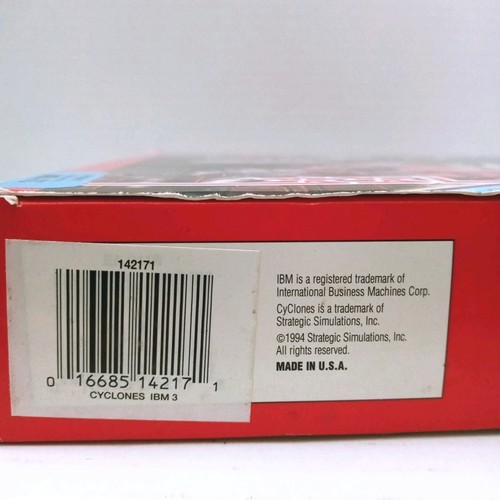 142171
0 16685 14217 1
CYCLONES IBM 3
IBM is a registered trademark of
International Business Machines Corp.
CyClones is a trademark of
Strategic Simulations, Inc.
©1994 Strategic Simulations, Inc.
All rights reserved.
MADE IN U.S.A.